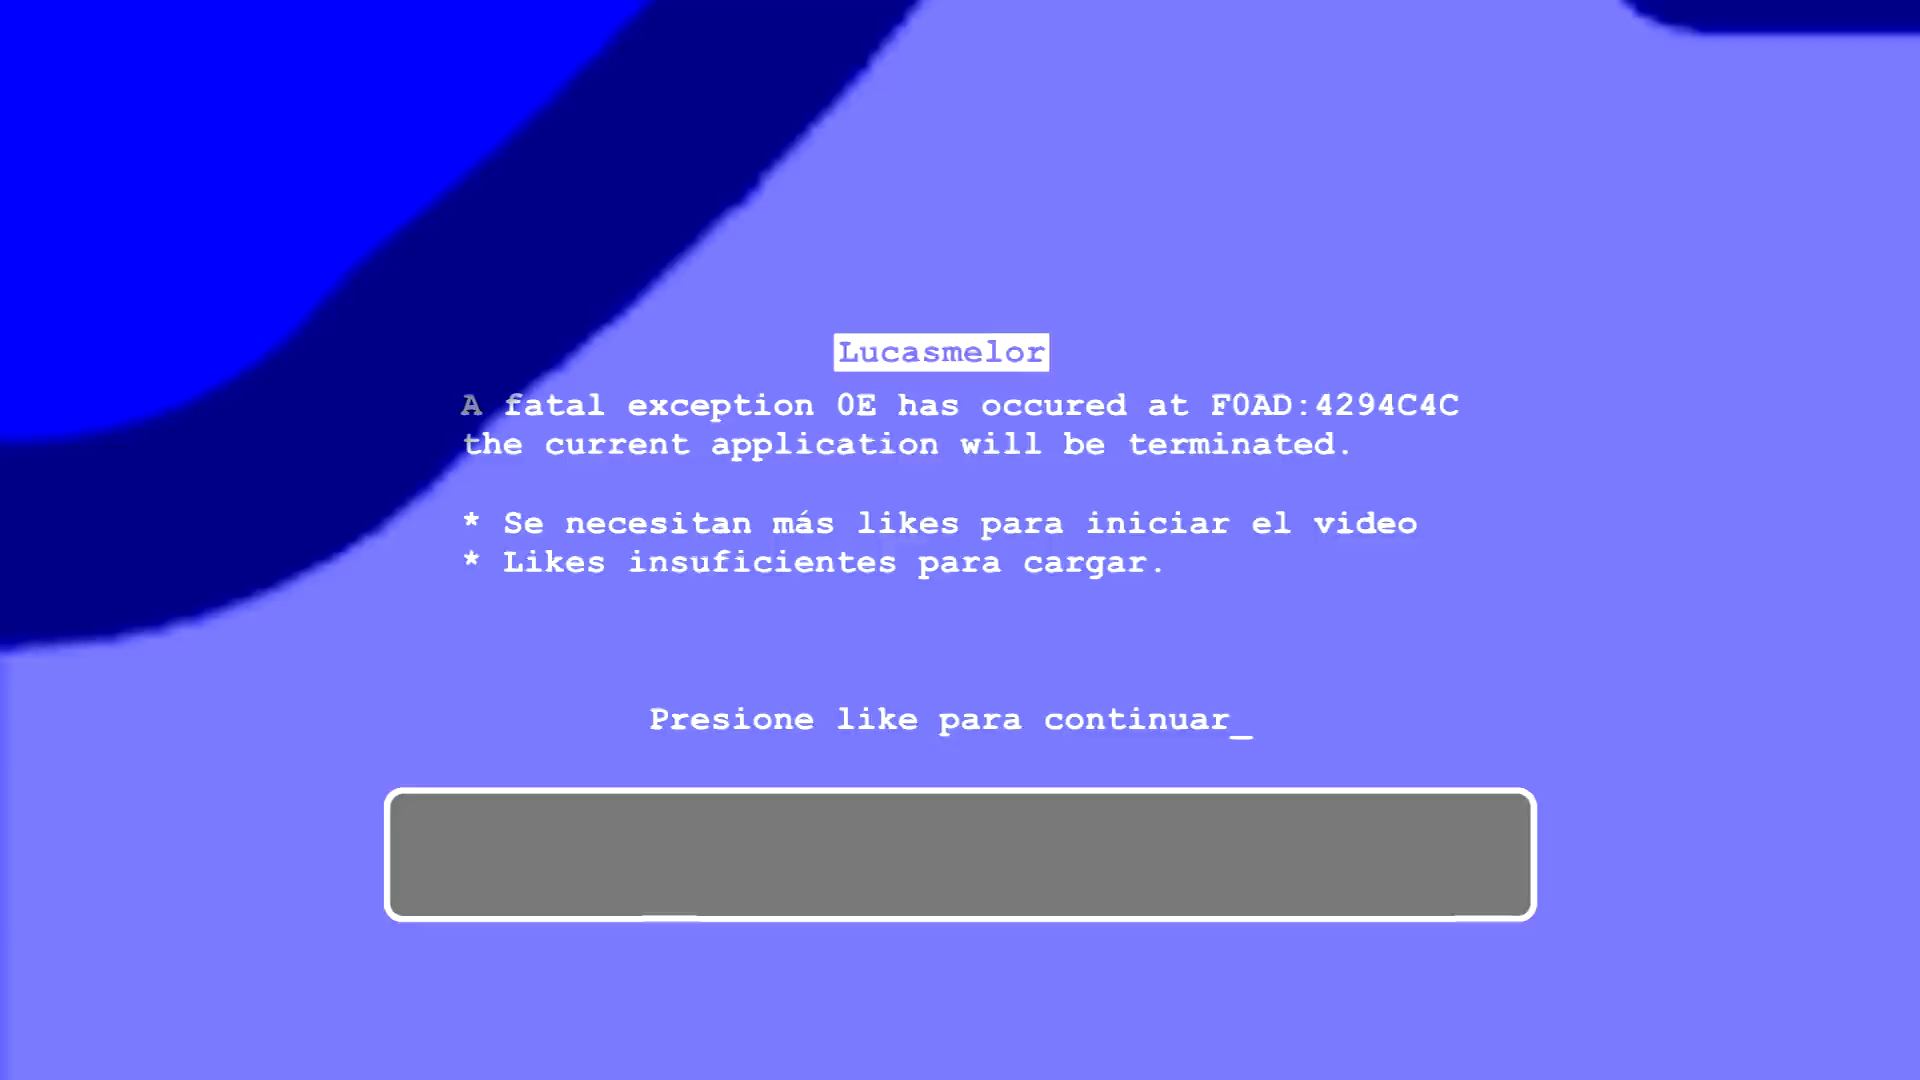 Lucasmelor
A fatal exception 0E has occured at F0AD:4294C4C
the current application will be terminated.
* Se necesitan más likes para iniciar el video
* Likes insuficientes para cargar.
Presione like para continuar_